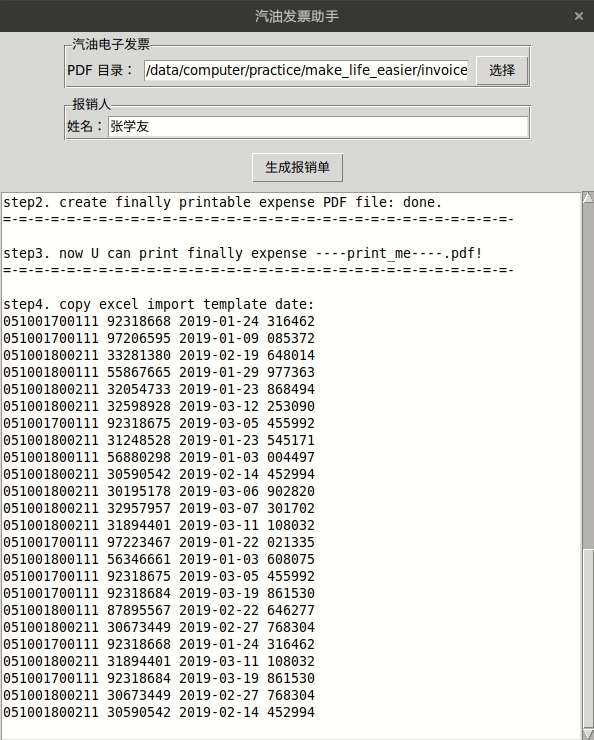 汽油发票助手
汽油电子发票
PDF 目录： /data/computer/practice/make_life_easier/invoice 选择
报销人
姓名： 张学友
生成报销单
step2. create finally printable expense PDF file: done.
=-=-=-=-=-=-=-=-=-=-=-=-=-=-=-=-=-=-=-=-=-=-=-=-=-=-=-=-=-=-=-=-
step3. now U can print finally expense ----print_me----.pdf!
=-=-=-=-=-=-=-=-=-=-=-=-=-=-=-=-=-=-=-=-=-=-=-=-=-=-=-=-=-=-=-=-
step4. copy excel import template date:
051001700111 92318668 2019-01-24 316462
051001700111 97206595 2019-01-09 085372
051001800211 33281380 2019-02-19 648014
051001800111 55867665 2019-01-29 977363
051001800211 32054733 2019-01-23 868494
051001800211 32598928 2019-03-12 253090
051001700111 92318675 2019-03-05 455992
051001800211 31248528 2019-01-23 545171
051001800111 56880298 2019-01-03 004497
051001800211 30590542 2019-02-14 452994
051001800211 30195178 2019-03-06 902820
051001800211 32957957 2019-03-07 301702
051001800211 31894401 2019-03-11 108032
051001700111 97223467 2019-01-22 021335
051001800111 56346661 2019-01-03 608075
051001700111 92318675 2019-03-05 455992
051001700111 92318684 2019-03-19 861530
051001800111 87895567 2019-02-22 646277
051001800211 30673449 2019-02-27 768304
051001700111 92318668 2019-01-24 316462
051001800211 31894401 2019-03-11 108032
051001700111 92318684 2019-03-19 861530
051001800211 30673449 2019-02-27 768304
051001800211 30590542 2019-02-14 452994